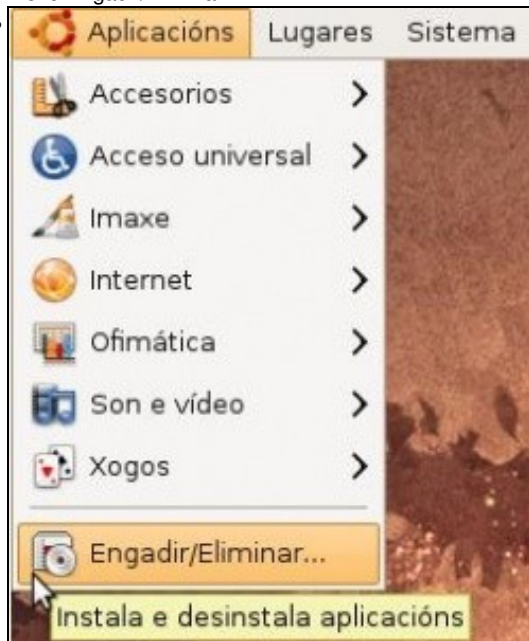 Aplicacións Lugares Sistema
Accesorios
Acceso universal
Imaxe
Internet
Ofimática
Son e vídeo
Xogos
Engadir/Eliminar...
Instala e desinstala aplicacións